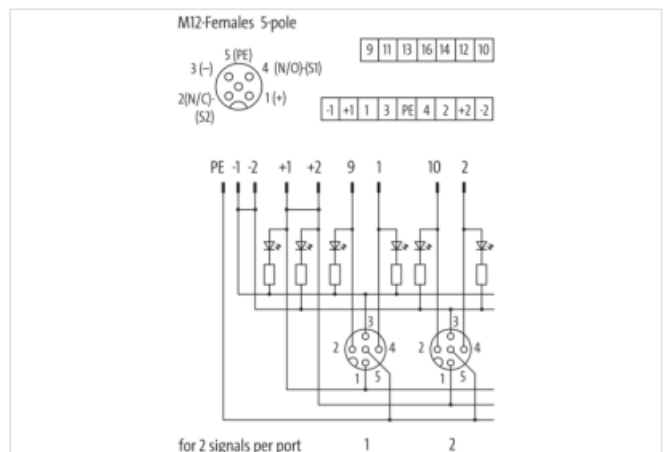 M12-Females 5-pole
5 (PE)
3 (–) 4 (N/O)-(S1)
2(N/C)- 1 (+)
(S2)
9 11 13 16 14 12 10
-1 +1 1 3 PE 4 2 +2 -2
PE -1 -2 +1 +2 9 1 10 2
3 3
2 4 2 4
1 5 1 5
for 2 signals per port 1 2